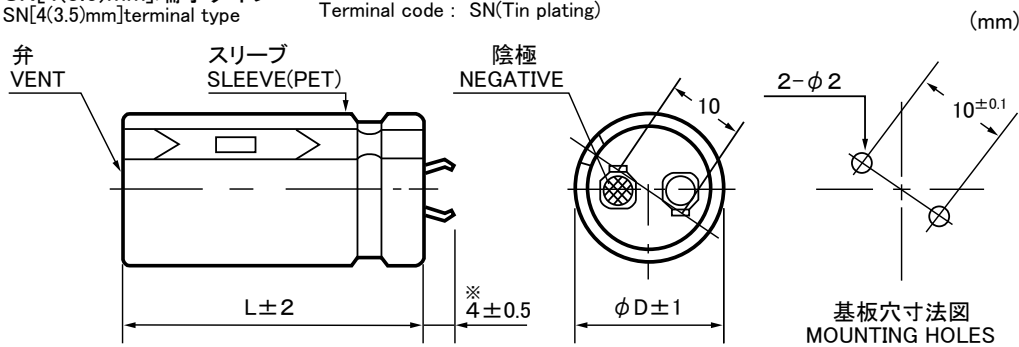 SN[4(3.5)mm]terminal type
Terminal code : SN(Tin plating)
(mm)
弁
VENT
スリーブ
SLEEVE(PET)
陰極
NEGATIVE
10
2-φ2
10±0.1
L±2
※
4±0.5
φD±1
基板穴寸法図
MOUNTING HOLES